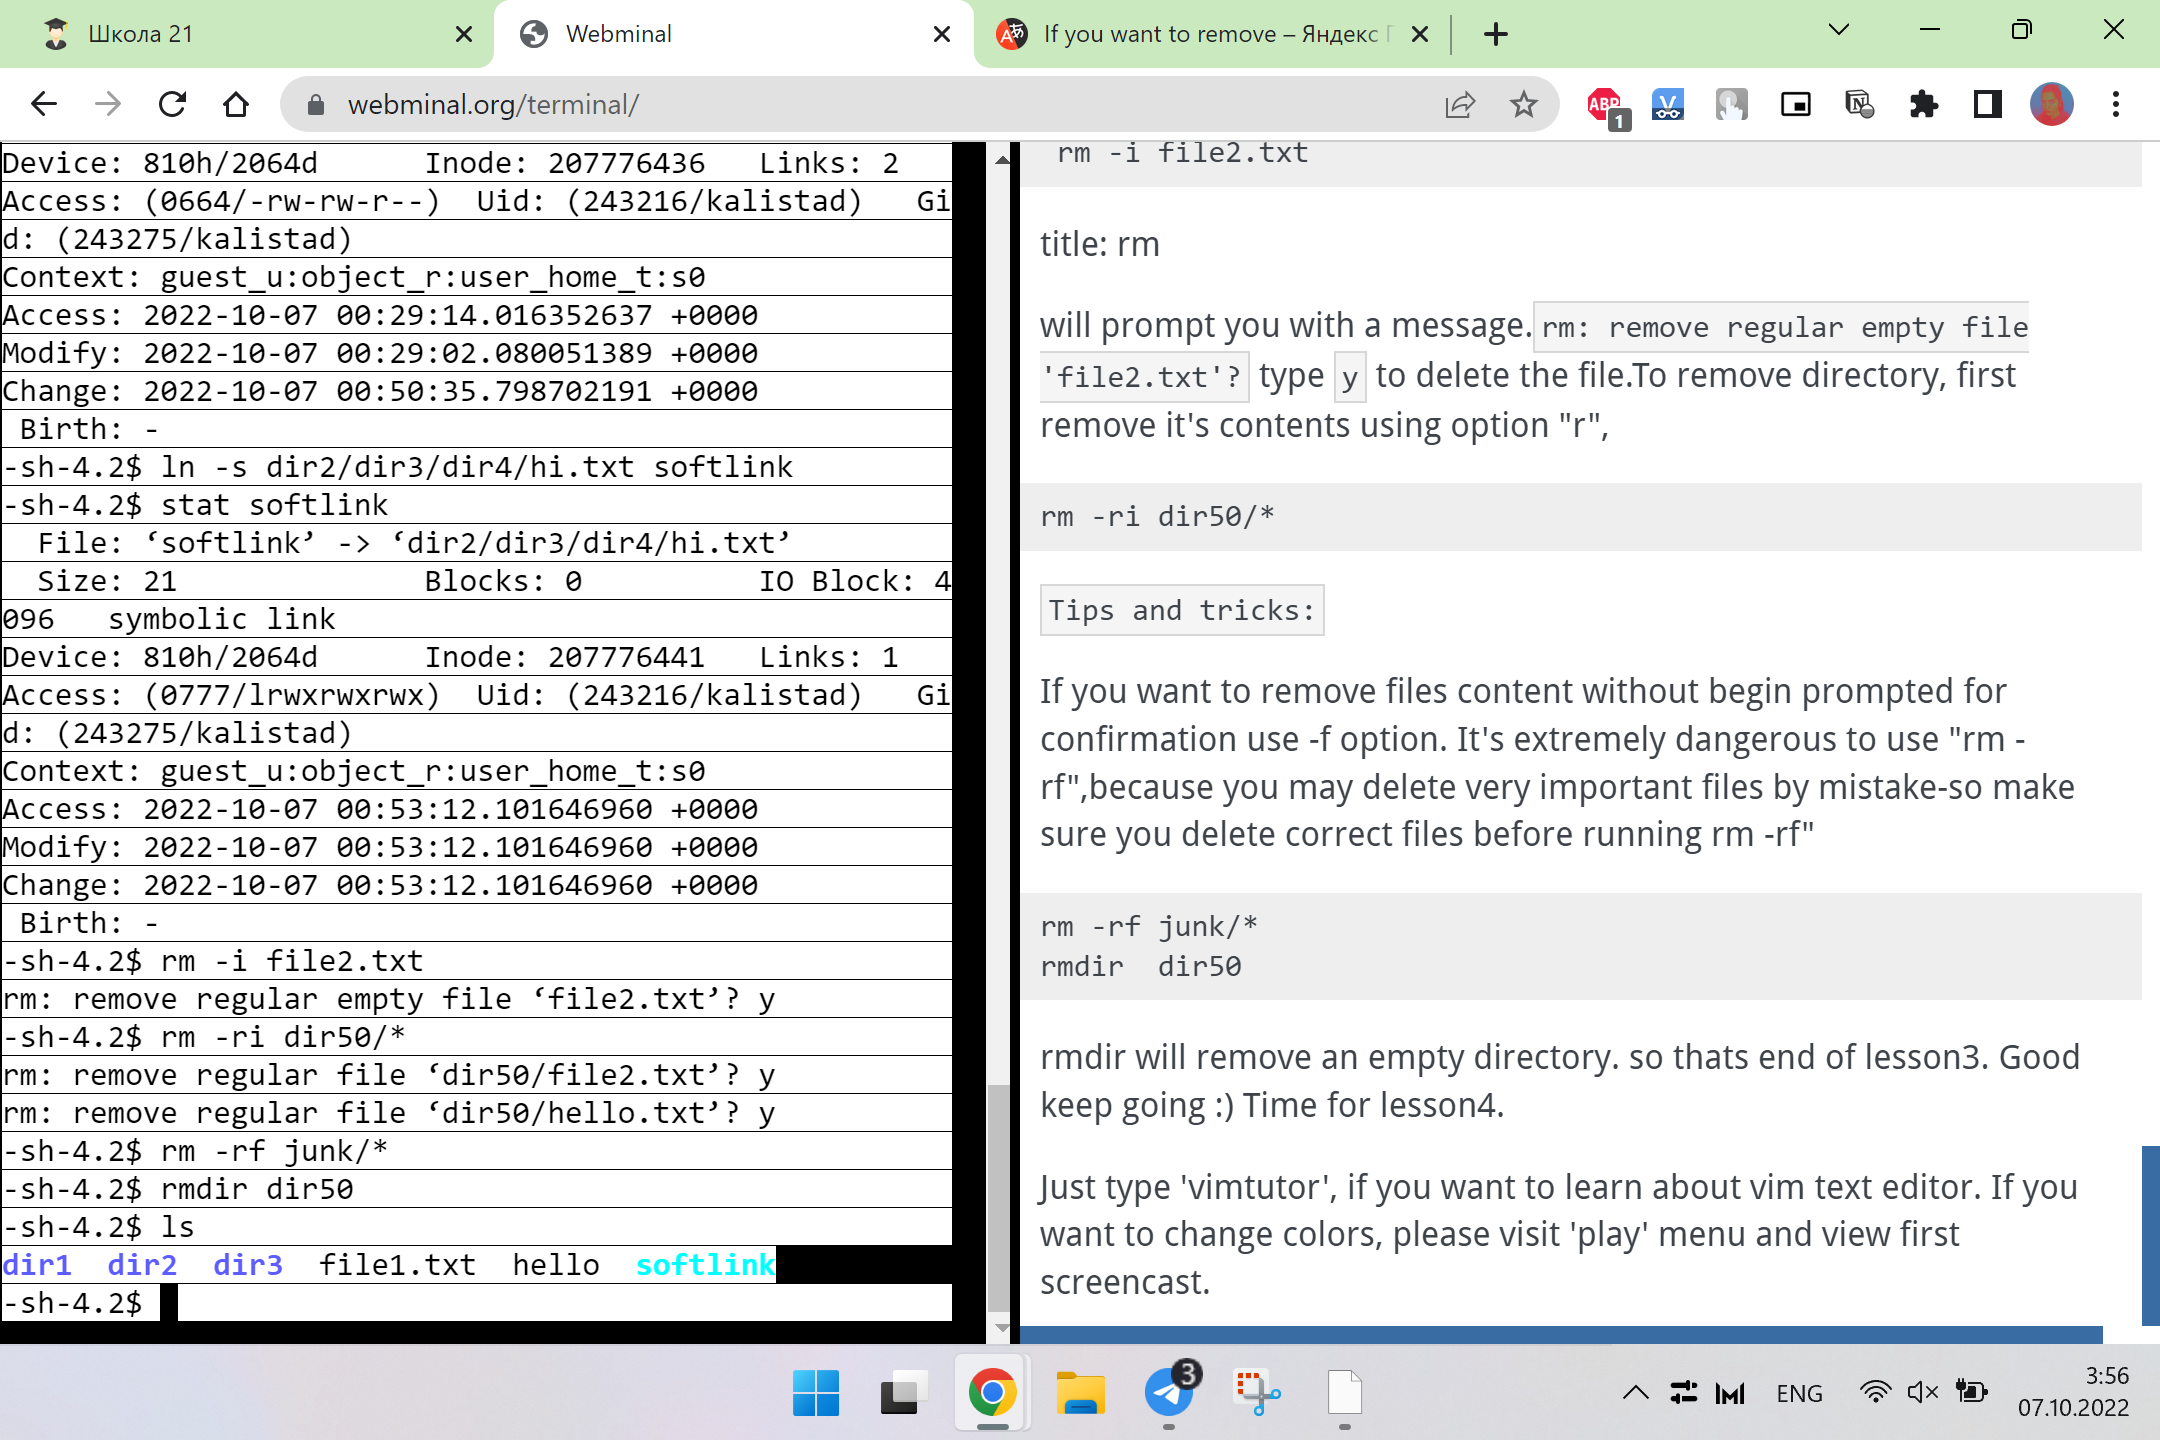 Школа 21
Webminal
If you want to remove – Яндекс
webminal.org/terminal/
ABP
1
Device: 810h/2064d      Inode: 207776436   Links: 2
Access: (0664/-rw-rw-r--)  Uid: (243216/kalistad)   Gi
d: (243275/kalistad)
Context: guest_u:object_r:user_home_t:s0
Access: 2022-10-07 00:29:14.016352637 +0000
Modify: 2022-10-07 00:29:02.080051389 +0000
Change: 2022-10-07 00:50:35.798702191 +0000
 Birth: -
-sh-4.2$ ln -s dir2/dir3/dir4/hi.txt softlink
-sh-4.2$ stat softlink
  File: ‘softlink’ -> ‘dir2/dir3/dir4/hi.txt’
  Size: 21              Blocks: 0          IO Block: 4
096   symbolic link
Device: 810h/2064d      Inode: 207776441   Links: 1
Access: (0777/lrwxrwxrwx)  Uid: (243216/kalistad)   Gi
d: (243275/kalistad)
Context: guest_u:object_r:user_home_t:s0
Access: 2022-10-07 00:53:12.101646960 +0000
Modify: 2022-10-07 00:53:12.101646960 +0000
Change: 2022-10-07 00:53:12.101646960 +0000
 Birth: -
-sh-4.2$ rm -i file2.txt
rm: remove regular empty file ‘file2.txt’? y
-sh-4.2$ rm -ri dir50/*
rm: remove regular file ‘dir50/file2.txt’? y
rm: remove regular file ‘dir50/hello.txt’? y
-sh-4.2$ rm -rf junk/*
-sh-4.2$ rmdir dir50
-sh-4.2$ ls
dir1  dir2  dir3  file1.txt  hello  softlink
-sh-4.2$
rm -i file2.txt
title: rm
will prompt you with a message. rm: remove regular empty file
'file2.txt'? type y to delete the file.To remove directory, first
remove it's contents using option "r",
rm -ri dir50/*
Tips and tricks:
If you want to remove files content without begin prompted for
confirmation use -f option. It's extremely dangerous to use "rm -
rf",because you may delete very important files by mistake-so make
sure you delete correct files before running rm -rf"
rm -rf junk/*
rmdir  dir50
rmdir will remove an empty directory. so thats end of lesson3. Good
keep going :) Time for lesson4.
Just type 'vimtutor', if you want to learn about vim text editor. If you
want to change colors, please visit 'play' menu and view first
screencast.
3
ENG
3:56
07.10.2022